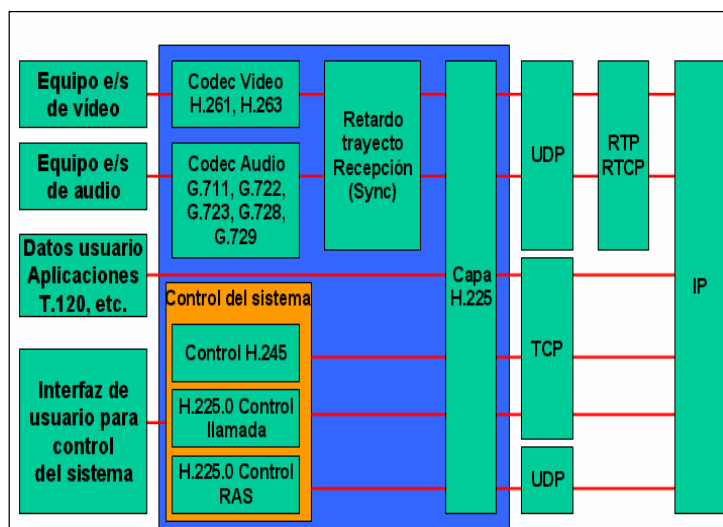 Equipo e/s
de vídeo
Codec Video
H.261, H.263
Retardo
trayecto
Recepción
(Sync)
Capa
H.225
UDP
RTP
RTCP
IP
Equipo e/s
de audio
Codec Audio
G.711, G.722,
G.723, G.728,
G.729
Datos usuario
Aplicaciones
T.120, etc.
Control del sistema
Control H.245
H.225.0 Control
llamada
H.225.0 Control
RAS
TCP
UDP
Interfaz de
usuario para
control
del sistema